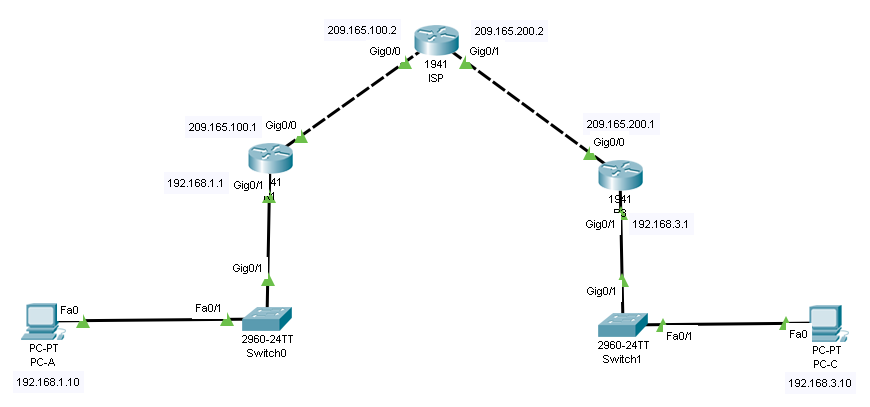 209.165.100.2
209.165.200.2
Gig0/0
Gig0/1
1941
ISP
209.165.100.1
Gig0/0
209.165.200.1
Gig0/0
192.168.1.1
Gig0/1
41
1941
Gig0/1
192.168.3.1
Gig0/1
Gig0/1
Fa0
Fa0/1
2960-24TT
Switch0
2960-24TT
Switch1
Fa0/1
Fa0
PC-PT
PC-A
192.168.1.10
PC-PT
PC-C
192.168.3.10